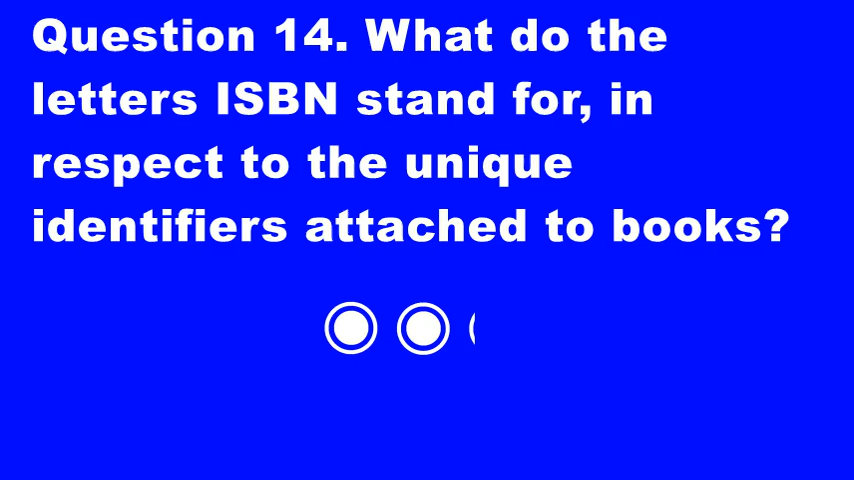 Question 14. What do the
letters ISBN stand for, in
respect to the unique
identifiers attached to books?